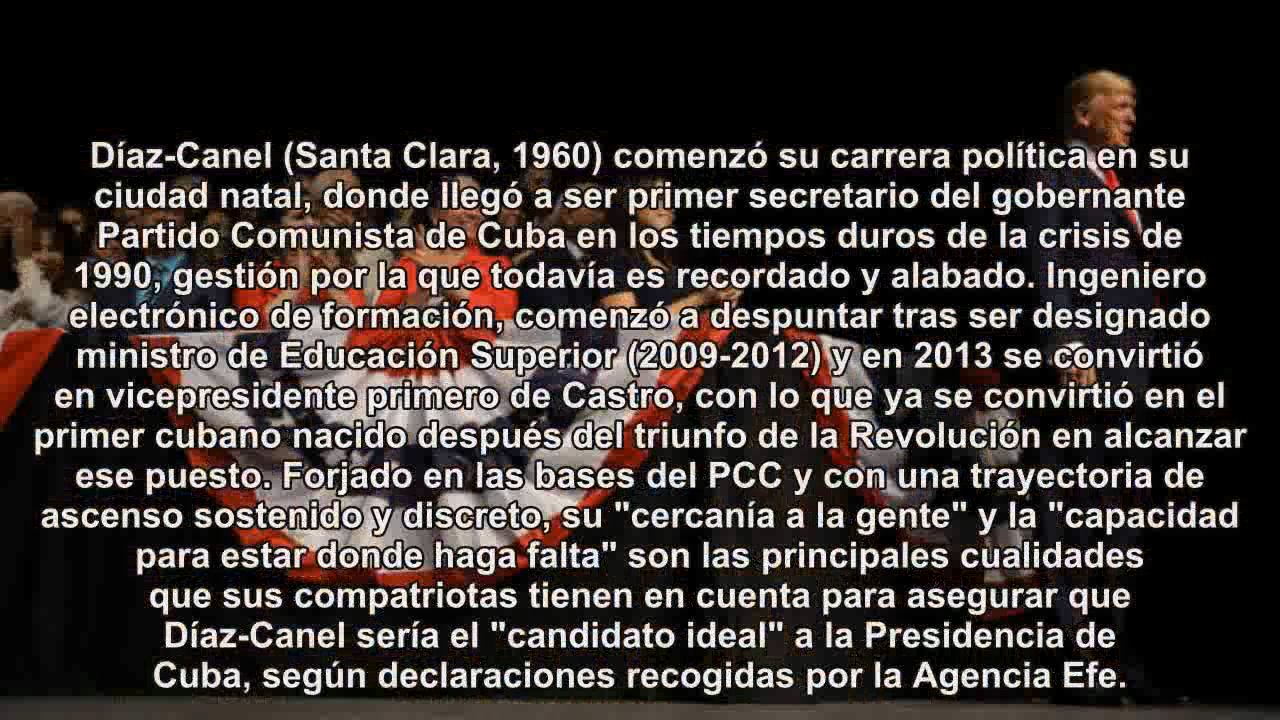 Díaz-Canel (Santa Clara, 1960) comenzó su carrera política en su
ciudad natal, donde llegó a ser primer secretario del gobernante
Partido Comunista de Cuba en los tiempos duros de la crisis de
1990, gestión por la que todavía es recordado y alabado. Ingeniero
electrónico de formación, comenzó a despuntar tras ser designado
ministro de Educación Superior (2009-2012) y en 2013 se convirtió
en vicepresidente primero de Castro, con lo que ya se convirtió en el
primer cubano nacido después del triunfo de la Revolución en alcanzar
ese puesto. Forjado en las bases del PCC y con una trayectoria de
ascenso sostenido y discreto, su "cercanía a la gente" y la "capacidad
para estar donde haga falta" son las principales cualidades
que sus compatriotas tienen en cuenta para asegurar que
Díaz-Canel sería el "candidato ideal" a la Presidencia de
Cuba, según declaraciones recogidas por la Agencia Efe.